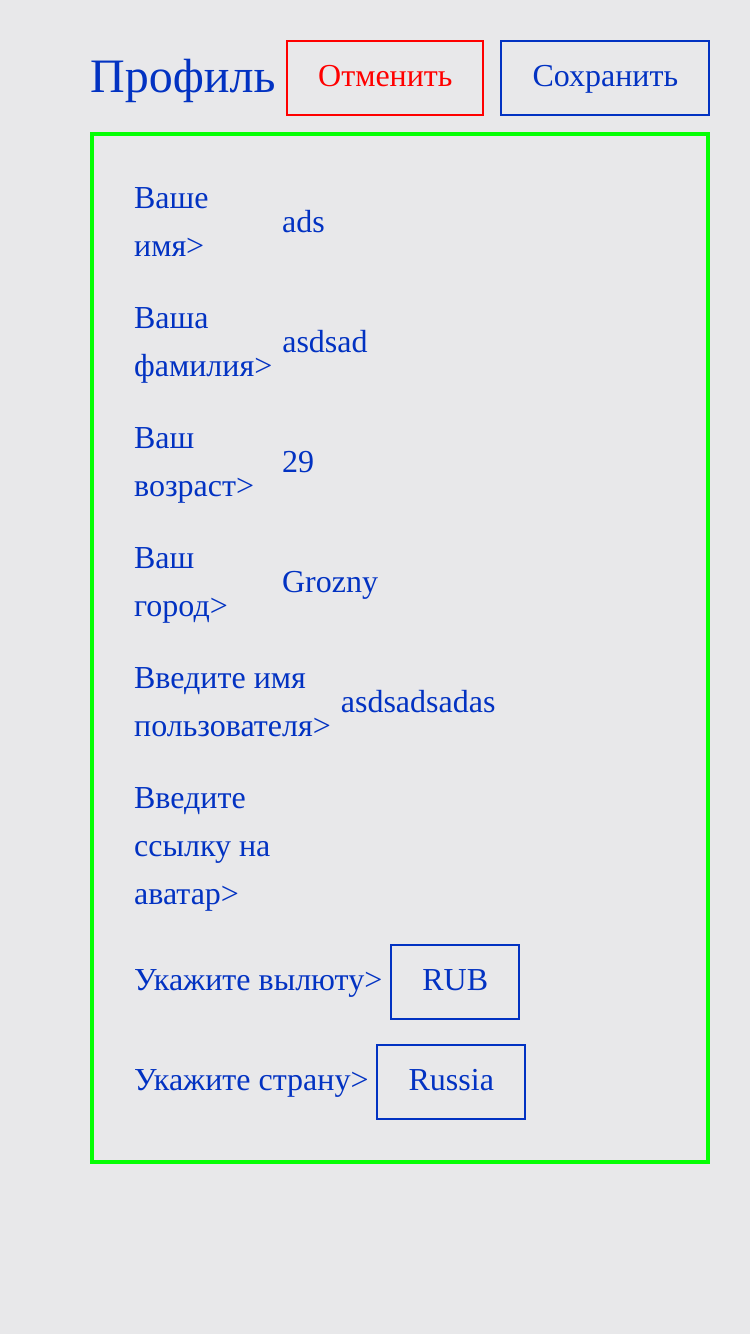 Профиль Отменить Сохранить
Ваше
имя> ads
Ваша
фамилия> asdsad
Ваш
возраст> 29
Ваш
город> Grozny
Введите имя
пользователя> asdsadsadas
Введите
ссылку на
аватар>
Укажите вылюту> RUB
Укажите страну> Russia